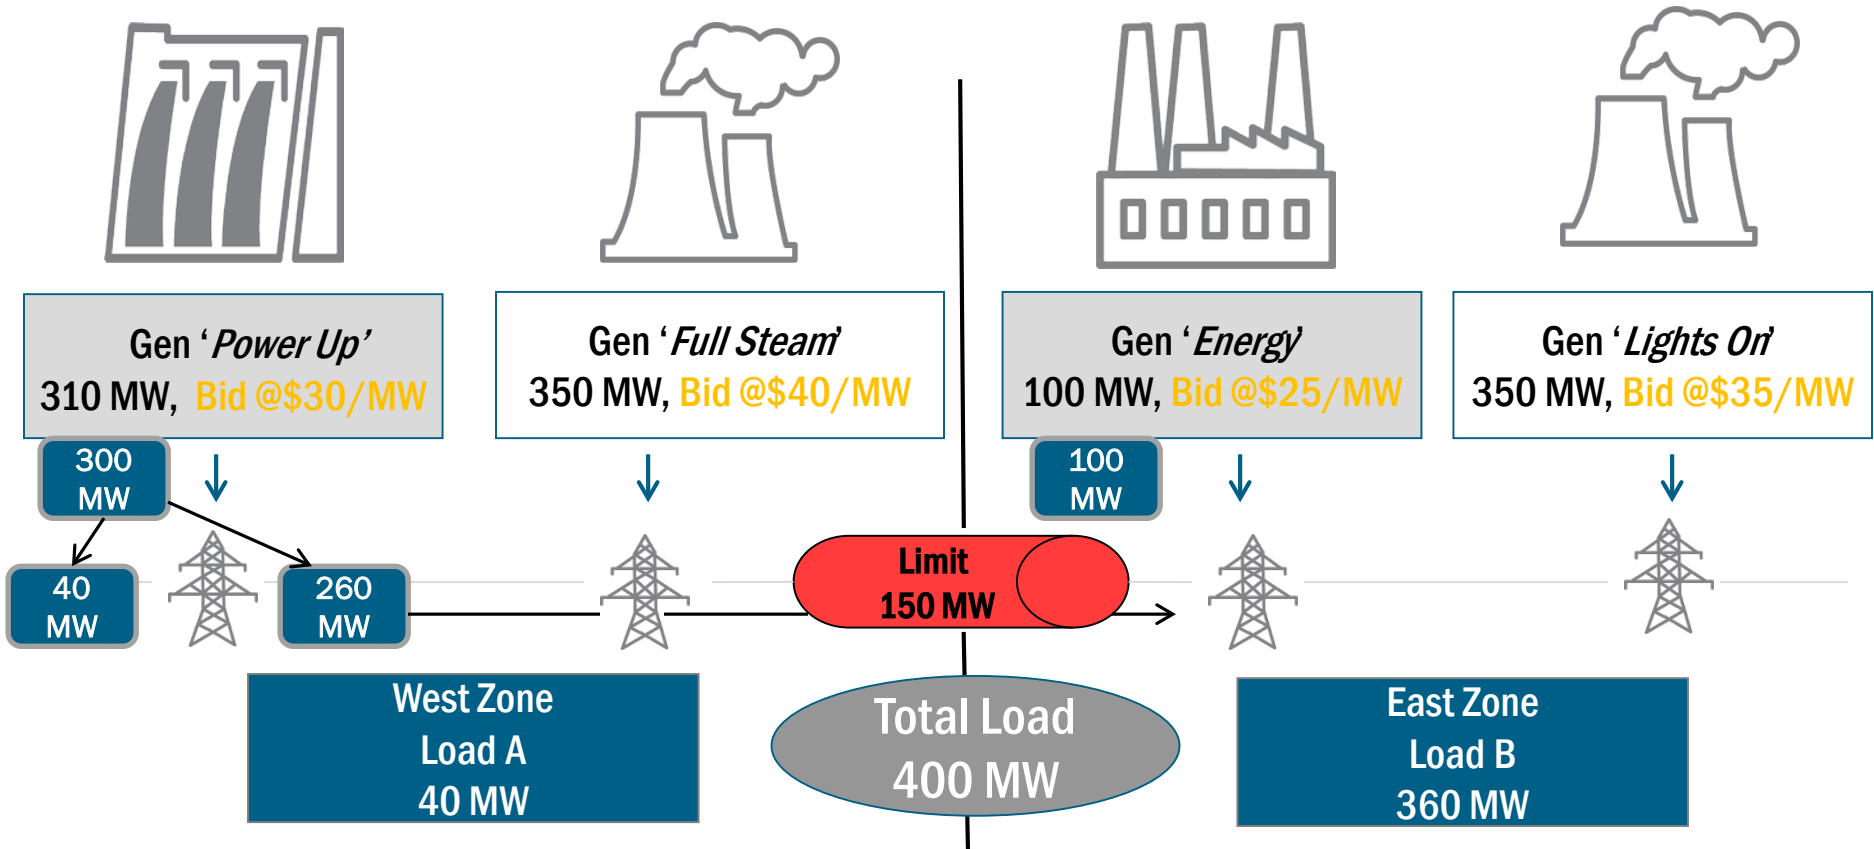 Gen ‘Power Up’
310 MW, Bid @$30/MW
Gen ‘Full Steam’
350 MW, Bid @$40/MW
Gen ‘Energy’
100 MW, Bid @$25/MW
Gen ‘Lights On’
350 MW, Bid @$35/MW
300
MW
100
MW
40
MW
260
MW
Limit
150 MW
West Zone
Load A
40 MW
Total Load
400 MW
East Zone
Load B
360 MW